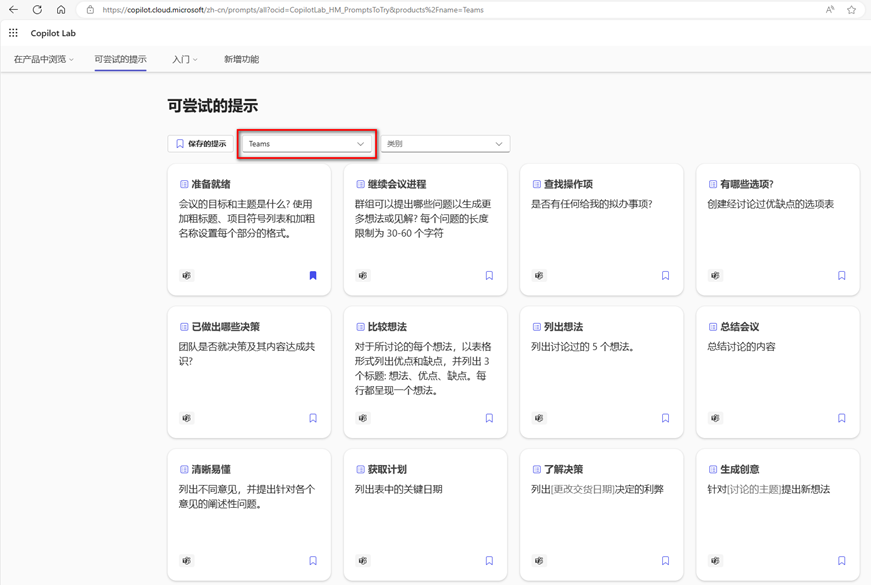 https://copilot.cloud.microsoft/zh-cn/prompts/all?ocid=CopilotLab_HM_PromptsToTry&products%2Fname=Teams
Copilot Lab
在产品中浏览
可尝试的提示
入门
新增功能
可尝试的提示
保存的提示
Teams
类别
准备就绪
会议的目标和主题是什么? 使用
加粗标题、项目符号列表和加粗
名称设置每个部分的格式。
继续会议进程
群组可以提出哪些问题以生成更
多想法或见解? 每个问题的长度
限制为 30-60 个字符
查找操作项
是否有任何给我的拟办事项?
有哪些选项?
创建经讨论过优缺点的选项表
已做出哪些决策
团队是否就决策及其内容达成共
识?
比较想法
对于所讨论的每个想法，以表格
形式列出优点和缺点，并列出 3
个标题: 想法、优点、缺点。每
行都呈现一个想法。
列出想法
列出讨论过的 5 个想法。
总结会议
总结讨论的内容
清晰易懂
列出不同意见，并提出针对各个
意见的阐述性问题。
获取计划
列出表中的关键日期
了解决策
列出[更改交货日期]决定的利弊
生成创意
针对[讨论的主题]提出新想法